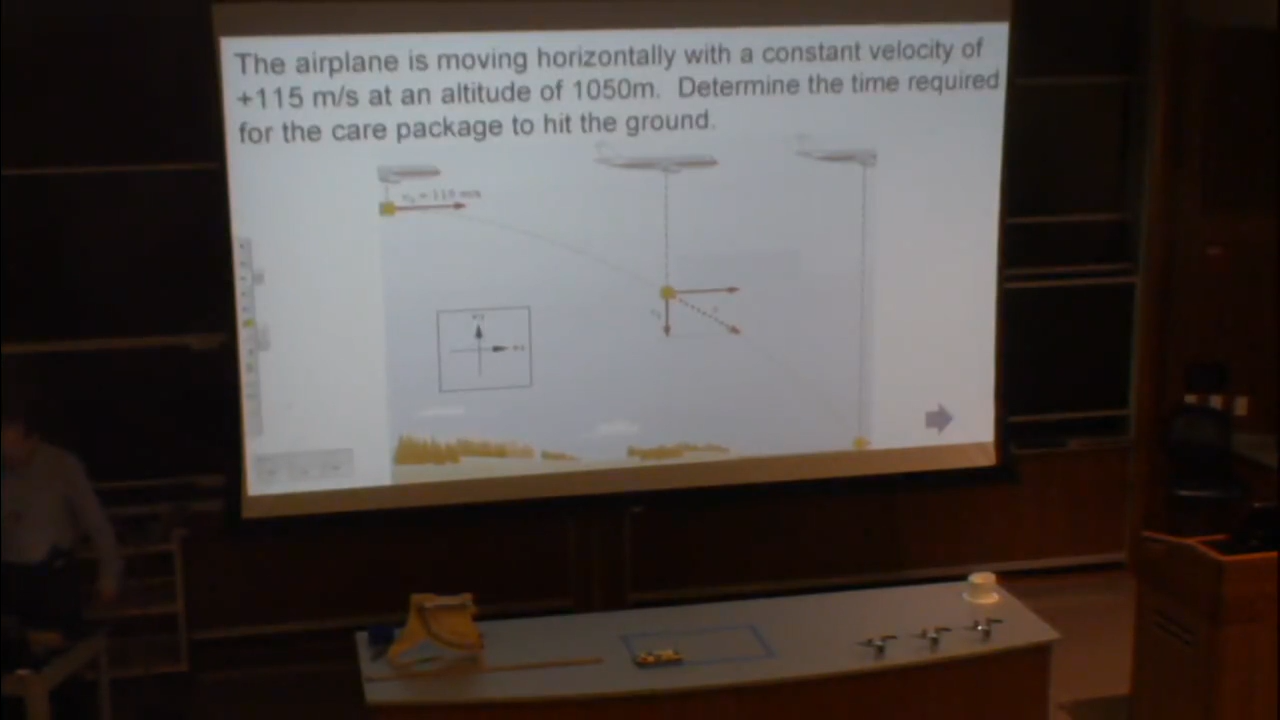 The airplane is moving horizontally with a constant velocity of
+115 m/s at an altitude of 1050m. Determine the time required
for the care package to hit the ground.